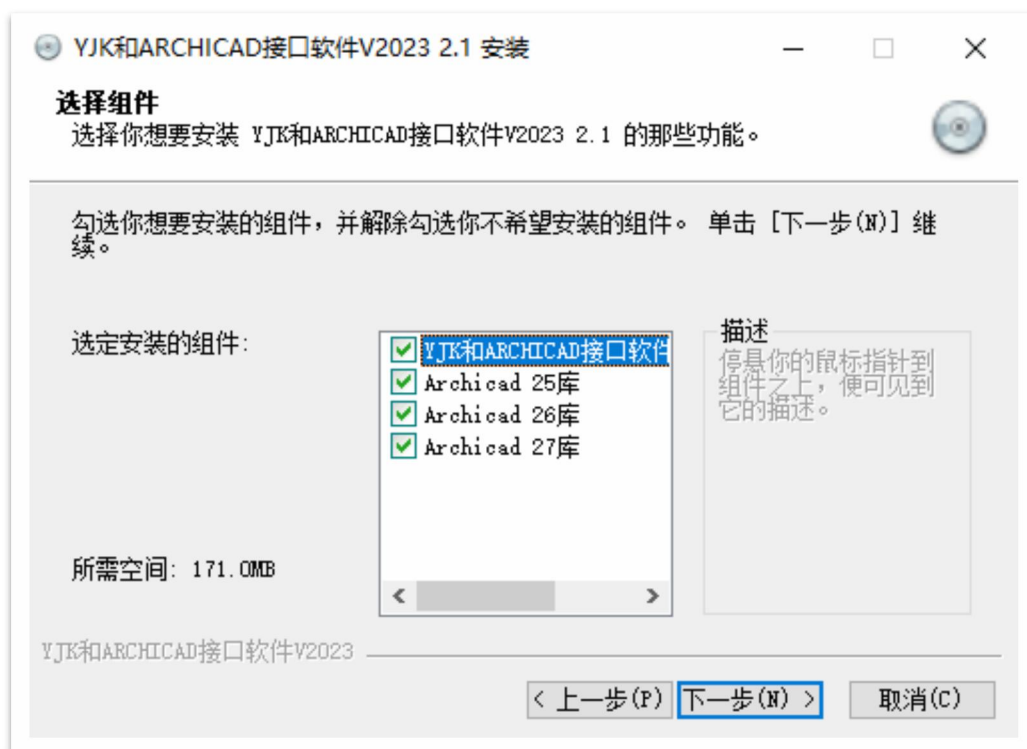 YJK和ARCHICAD接口软件V2023 2.1 安装
选择组件
选择你想要安装 YJK和ARCHICAD接口软件V2023 2.1 的那些功能。
勾选你想要安装的组件，并解除勾选你不希望安装的组件。 单击 [下一步(N)] 继
续。
选定安装的组件:
YJK和ARCHICAD接口软件
Archicad 25库
Archicad 26库
Archicad 27库
描述
停悬你的鼠标指针到
组件之上，便可见到
它的描述。
所需空间: 171.0MB
YJK和ARCHICAD接口软件V2023
< 上一步(P)
下一步(N) >
取消(C)